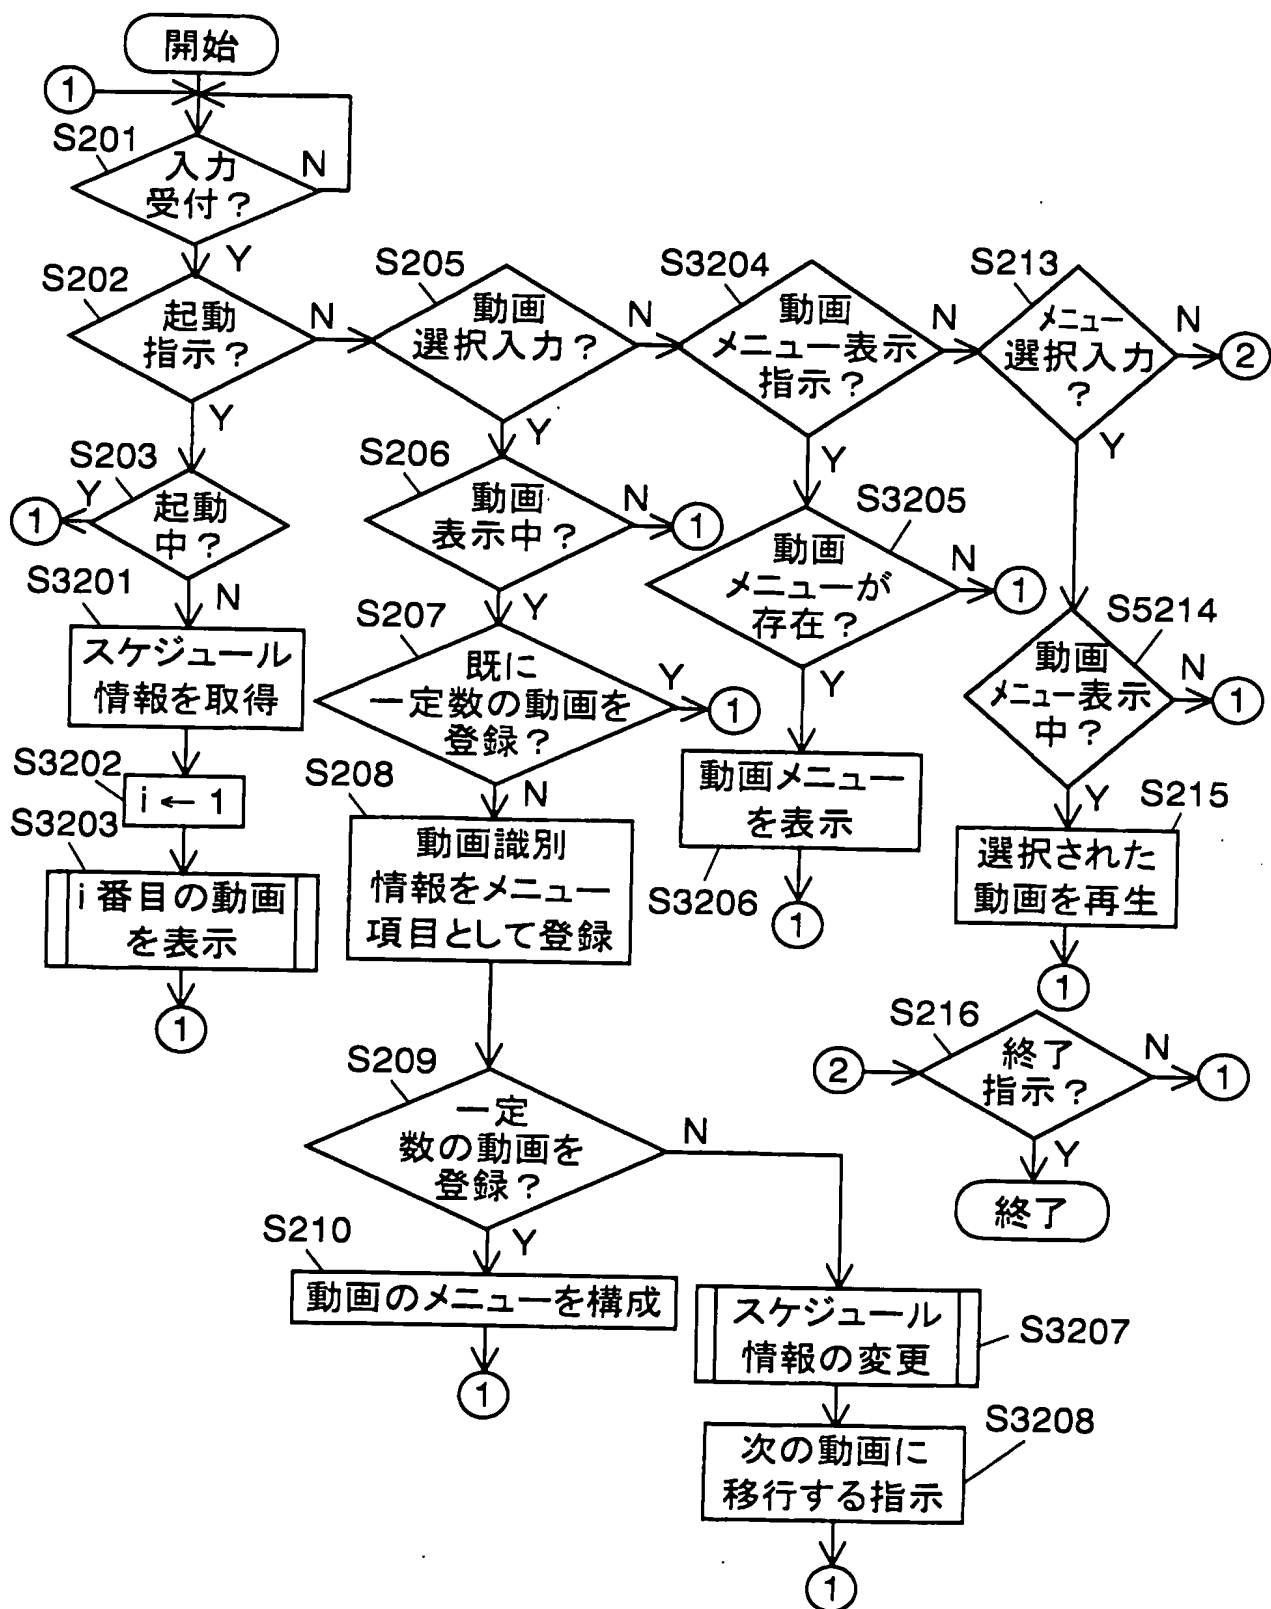 開始
1
S201
入力
受付？
N
Y
S202
起動
指示？
N
Y
S203
Y
1
起動
中？
N
S3201
スケジュール
情報を取得
S3202
i ← 1
S3203
i番目の動画
を表示
1
S205
動画
選択入力？
N
Y
S206
動画
表示中？
N
1
Y
S207
既に
一定数の動画を
登録？
Y
1
N
S208
動画識別
情報をメニュー
項目として登録
S209
一定
数の動画を
登録？
N
Y
S210
動画のメニューを構成
1
S3204
動画
メニュー表示
指示？
N
Y
S3205
動画
メニューが
存在？
N
1
Y
動画メニュー
を表示
S3206
1
S213
メニュー
選択入力
？
N
2
Y
S5214
動画
メニュー表示
中？
N
1
Y
S215
選択された
動画を再生
1
S216
2
終了
指示？
N
1
Y
終了
スケジュール
情報の変更
S3207
S3208
次の動画に
移行する指示
1